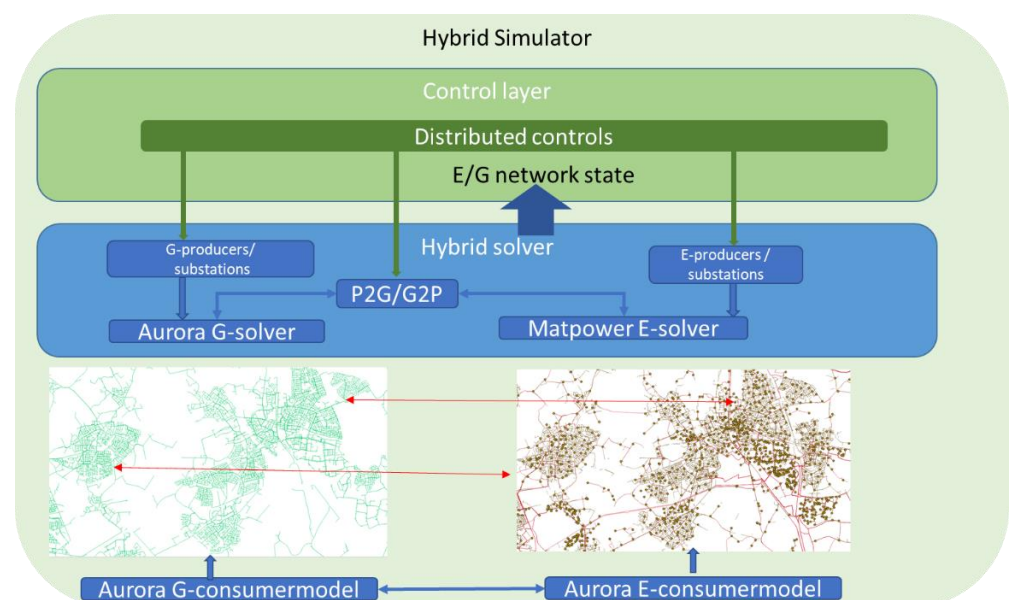 Hybrid Simulator
Control layer
Distributed controls
E/G network state
Hybrid solver
G-producers/
substations
E-producers /
substations
P2G/G2P
Aurora G-solver
Matpower E-solver
Aurora G-consumermodel
Aurora E-consumermodel